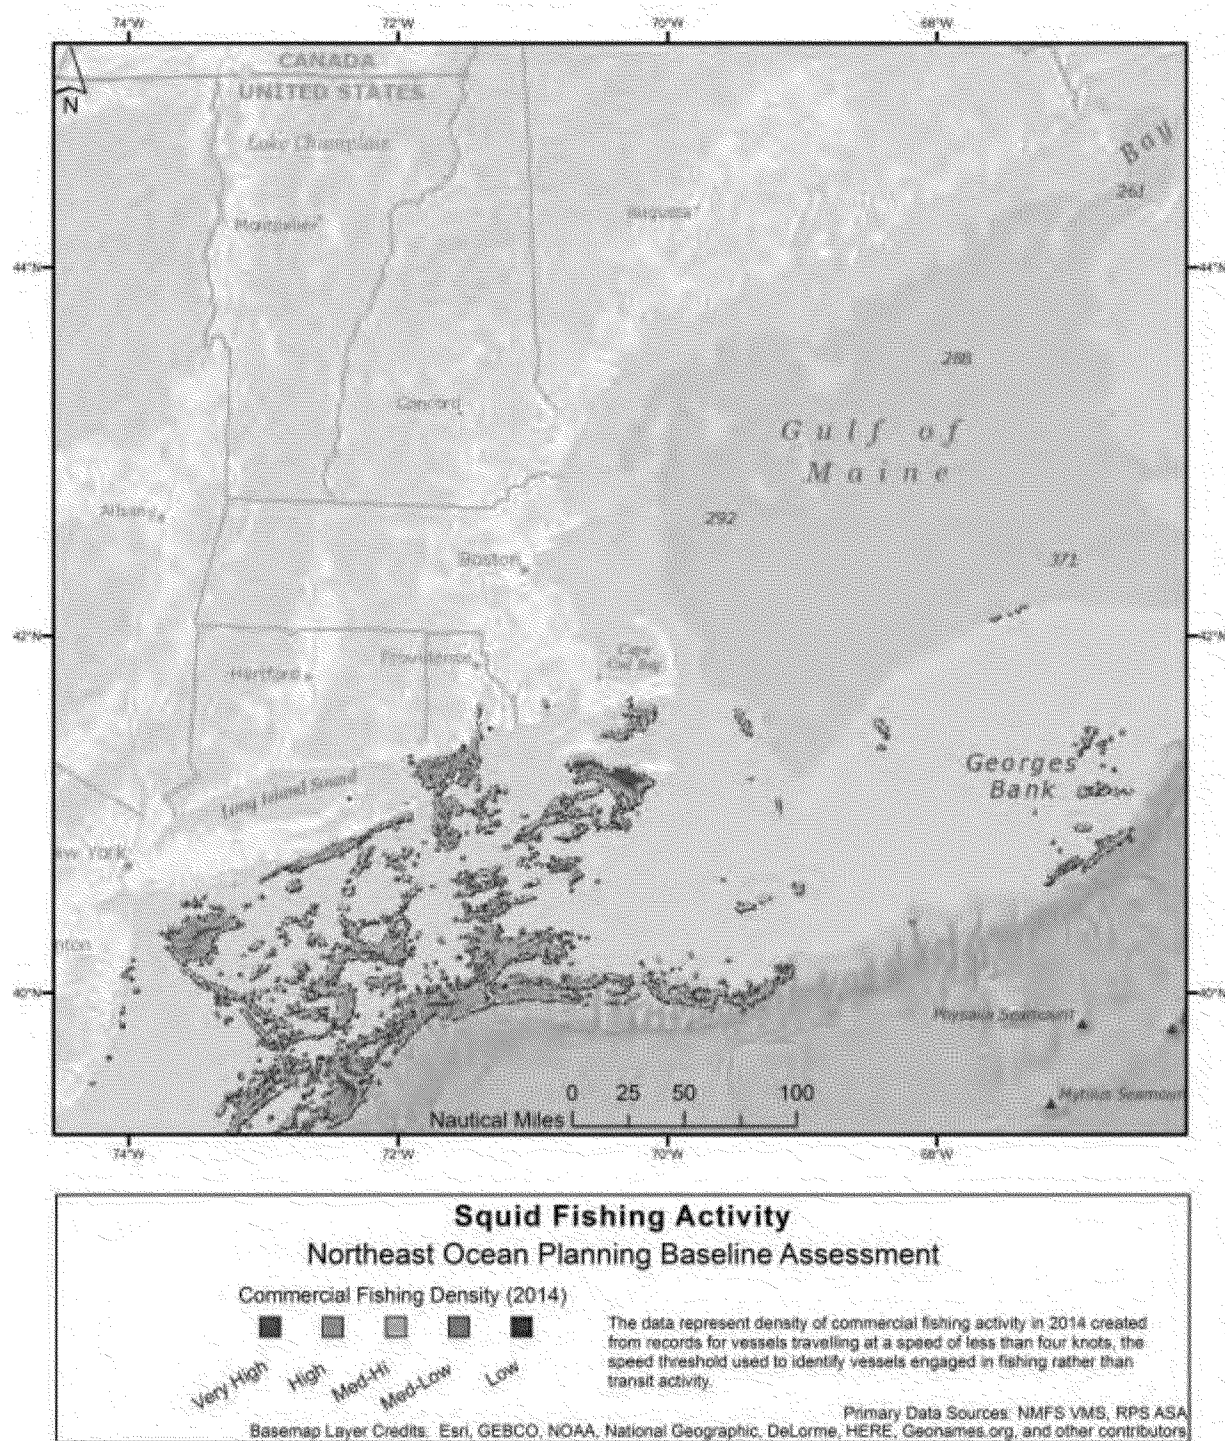 74°W 72°W 70°W 68°W
CANADA
UNITED STATES
N
Lake Champlain
Bay
261
Montpelier
Augusta
44°N 44°N
288
Concord
Gulf of
Maine
Albany
292
Boston
371
42°N 42°N
Cape
Cod Bay
Providence
Hartford
Georges
Bank
Long Island Sound
ew York
nton
40°N 40°N
Physalia Seamount
0 25 50 100
Mytilus Seamoun
Nautical Miles
74°W 72°W 70°W 68°W
Squid Fishing Activity
Northeast Ocean Planning Baseline Assessment
Commercial Fishing Density (2014)
Very High High Med-Hi Med-Low Low
The data represent density of commercial fishing activity in 2014 created
from records for vessels travelling at a speed of less than four knots, the
speed threshold used to identify vessels engaged in fishing rather than
transit activity.
Primary Data Sources: NMFS VMS, RPS ASA
Basemap Layer Credits: Esri, GEBCO, NOAA, National Geographic, DeLorme, HERE, Geonames.org, and other contributors